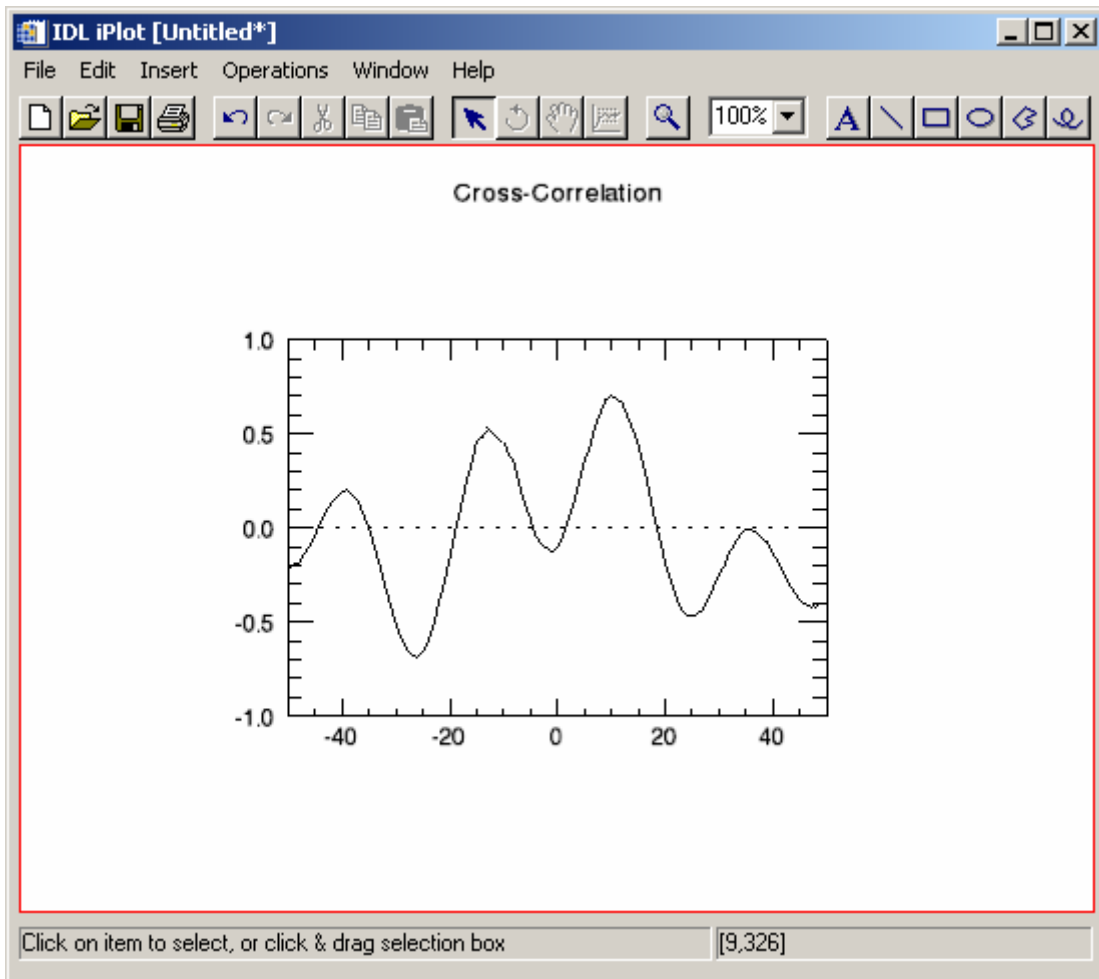 IDL iPlot [Untitled*]
File Edit Insert Operations Window Help
100% A
Cross-Correlation
1.0
0.5
0.0
-0.5
-1.0
-40 -20 0 20 40
Click on item to select, or click & drag selection box [9,326]